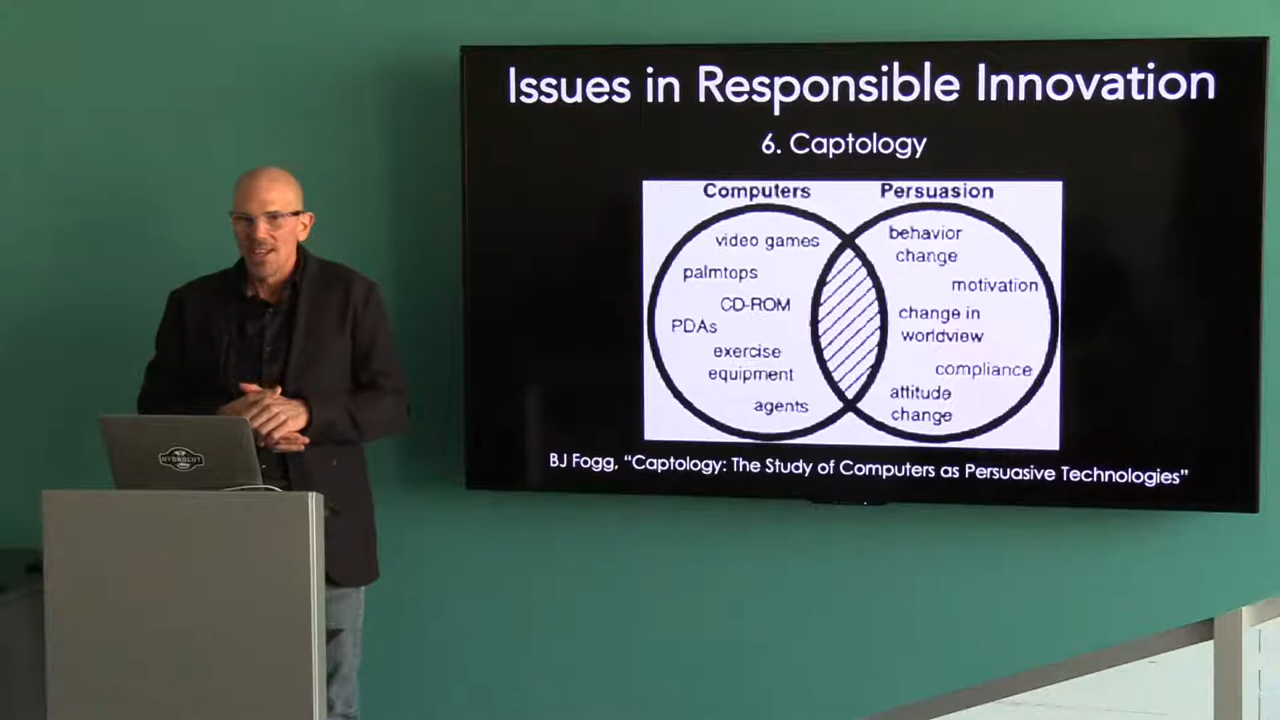 Issues in Responsible Innovation
6. Captology
Computers
Persuasion
video games
palmtops
CD-ROM
PDAs
exercise
equipment
agents
behavior
change
motivation
change in
worldview
compliance
attitude
change
BJ Fogg, “Captology: The Study of Computers as Persuasive Technologies”
HYDROCUT